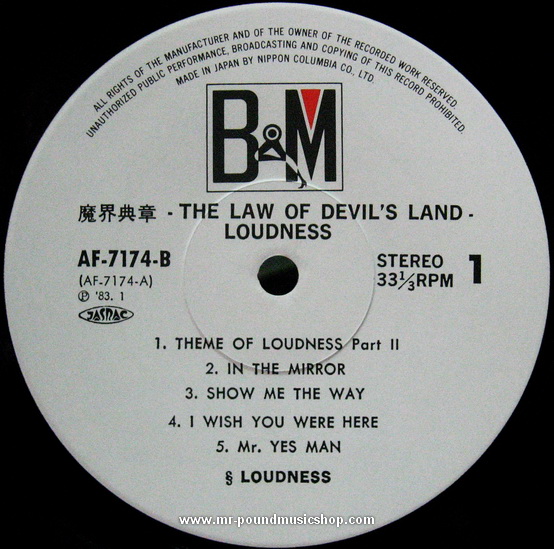 ALL RIGHTS OF THE MANUFACTURER AND OF THE OWNER OF THE RECORDED WORK RESERVED.
UNAUTHORIZED PUBLIC PERFORMANCE, BROADCASTING AND COPYING OF THIS RECORD PROHIBITED.
MADE IN JAPAN BY NIPPON COLUMBIA CO., LTD.
B&M
魔界典章 - THE LAW OF DEVIL'S LAND -
LOUDNESS
AF-7174-B
(AF-7174-A)
Ⓟ '83. 1
JASRAC
STEREO
33⅓RPM
1
1. THEME OF LOUDNESS Part II
2. IN THE MIRROR
3. SHOW ME THE WAY
4. I WISH YOU WERE HERE
5. Mr. YES MAN
§ LOUDNESS
www.mr-poundmusicshop.com